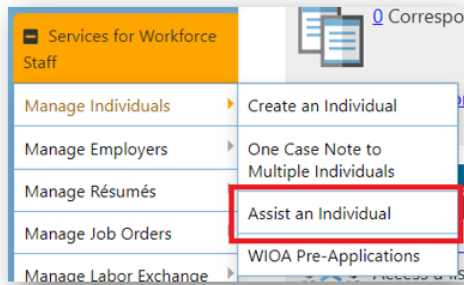 0 Correspo
Services for Workforce
Staff
Manage Individuals
Create an Individual
Manage Employers
One Case Note to
Multiple Individuals
Manage Résumés
Assist an Individual
Manage Job Orders
WIOA Pre-Applications
Manage Labor Exchange